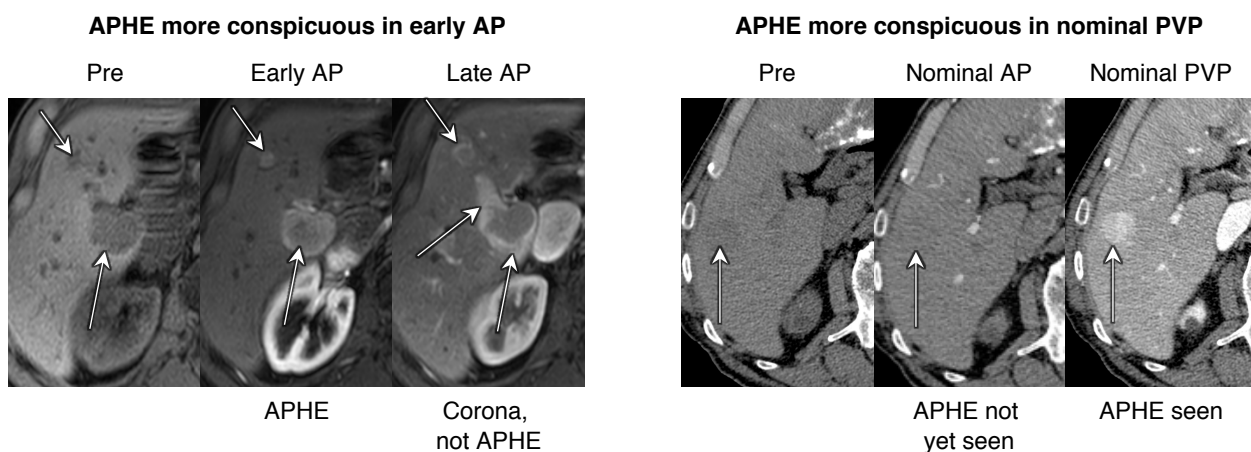 APHE more conspicuous in early AP
Pre
Early AP
Late AP
APHE
Corona,
not APHE
APHE more conspicuous in nominal PVP
Pre
Nominal AP
Nominal PVP
APHE not
yet seen
APHE seen